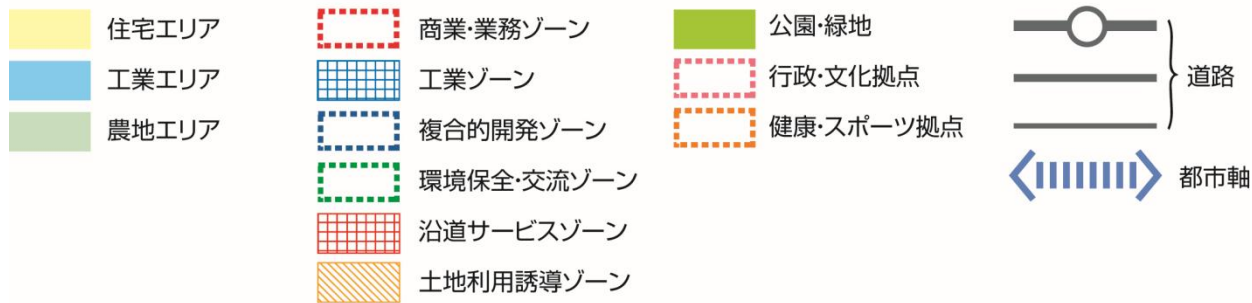 住宅エリア
工業エリア
農地エリア
商業・業務ゾーン
工業ゾーン
複合的開発ゾーン
環境保全・交流ゾーン
沿道サービスゾーン
土地利用誘導ゾーン
公園・緑地
行政・文化拠点
健康・スポーツ拠点
道路
都市軸